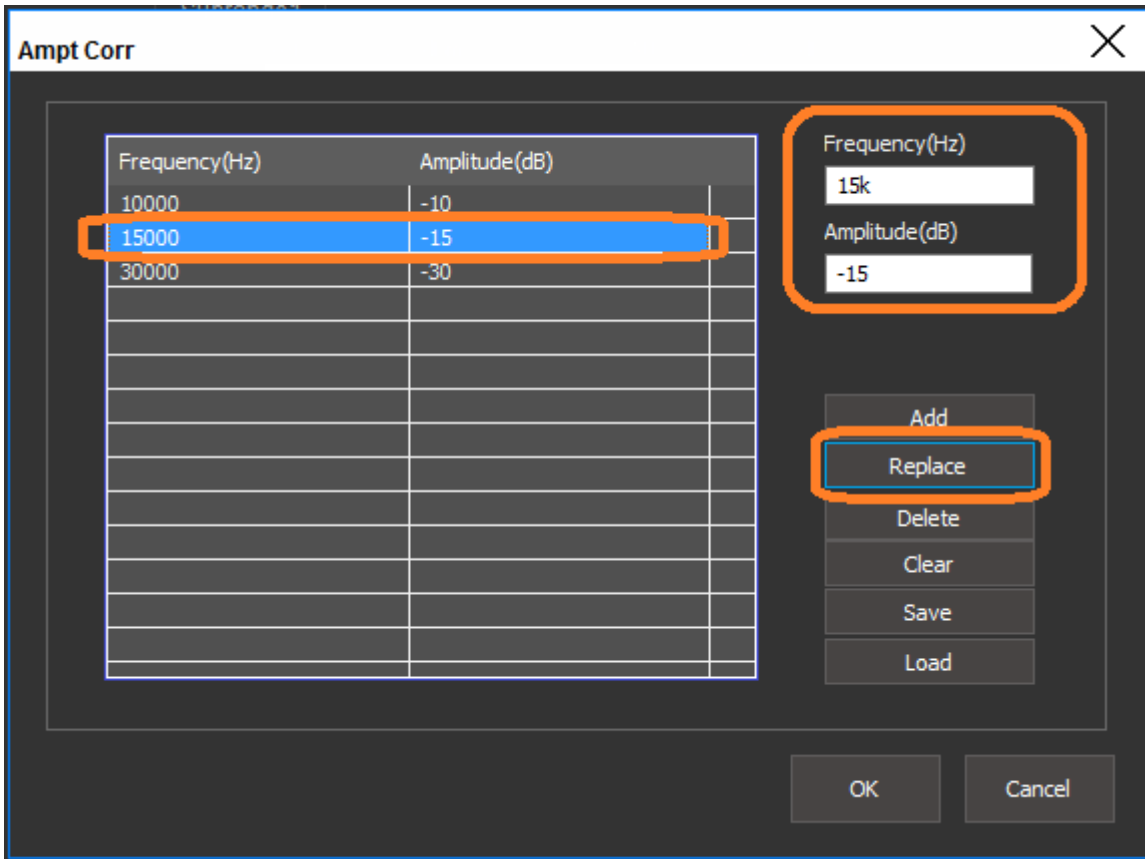 Ampt Corr
Frequency(Hz) Amplitude(dB)
10000 -10
15000 -15
30000 -30
Frequency(Hz)
15k
Amplitude(dB)
-15
Add
Replace
Delete
Clear
Save
Load
OK Cancel